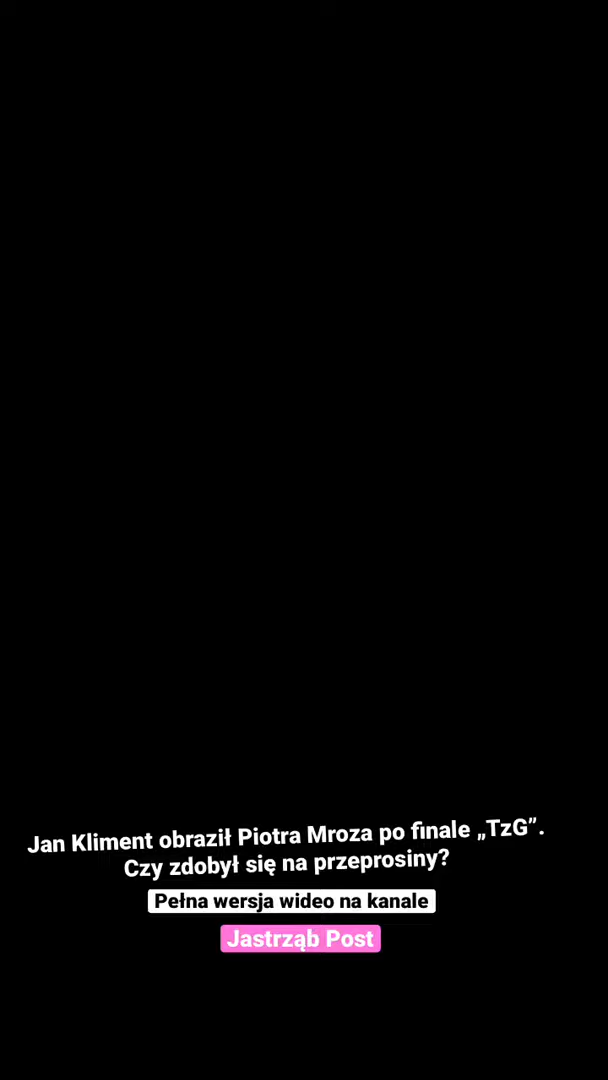 Jan Kliment obraził Piotra Mroza po finale „TzG”.
Czy zdobył się na przeprosiny?
Pełna wersja wideo na kanale
Jastrząb Post